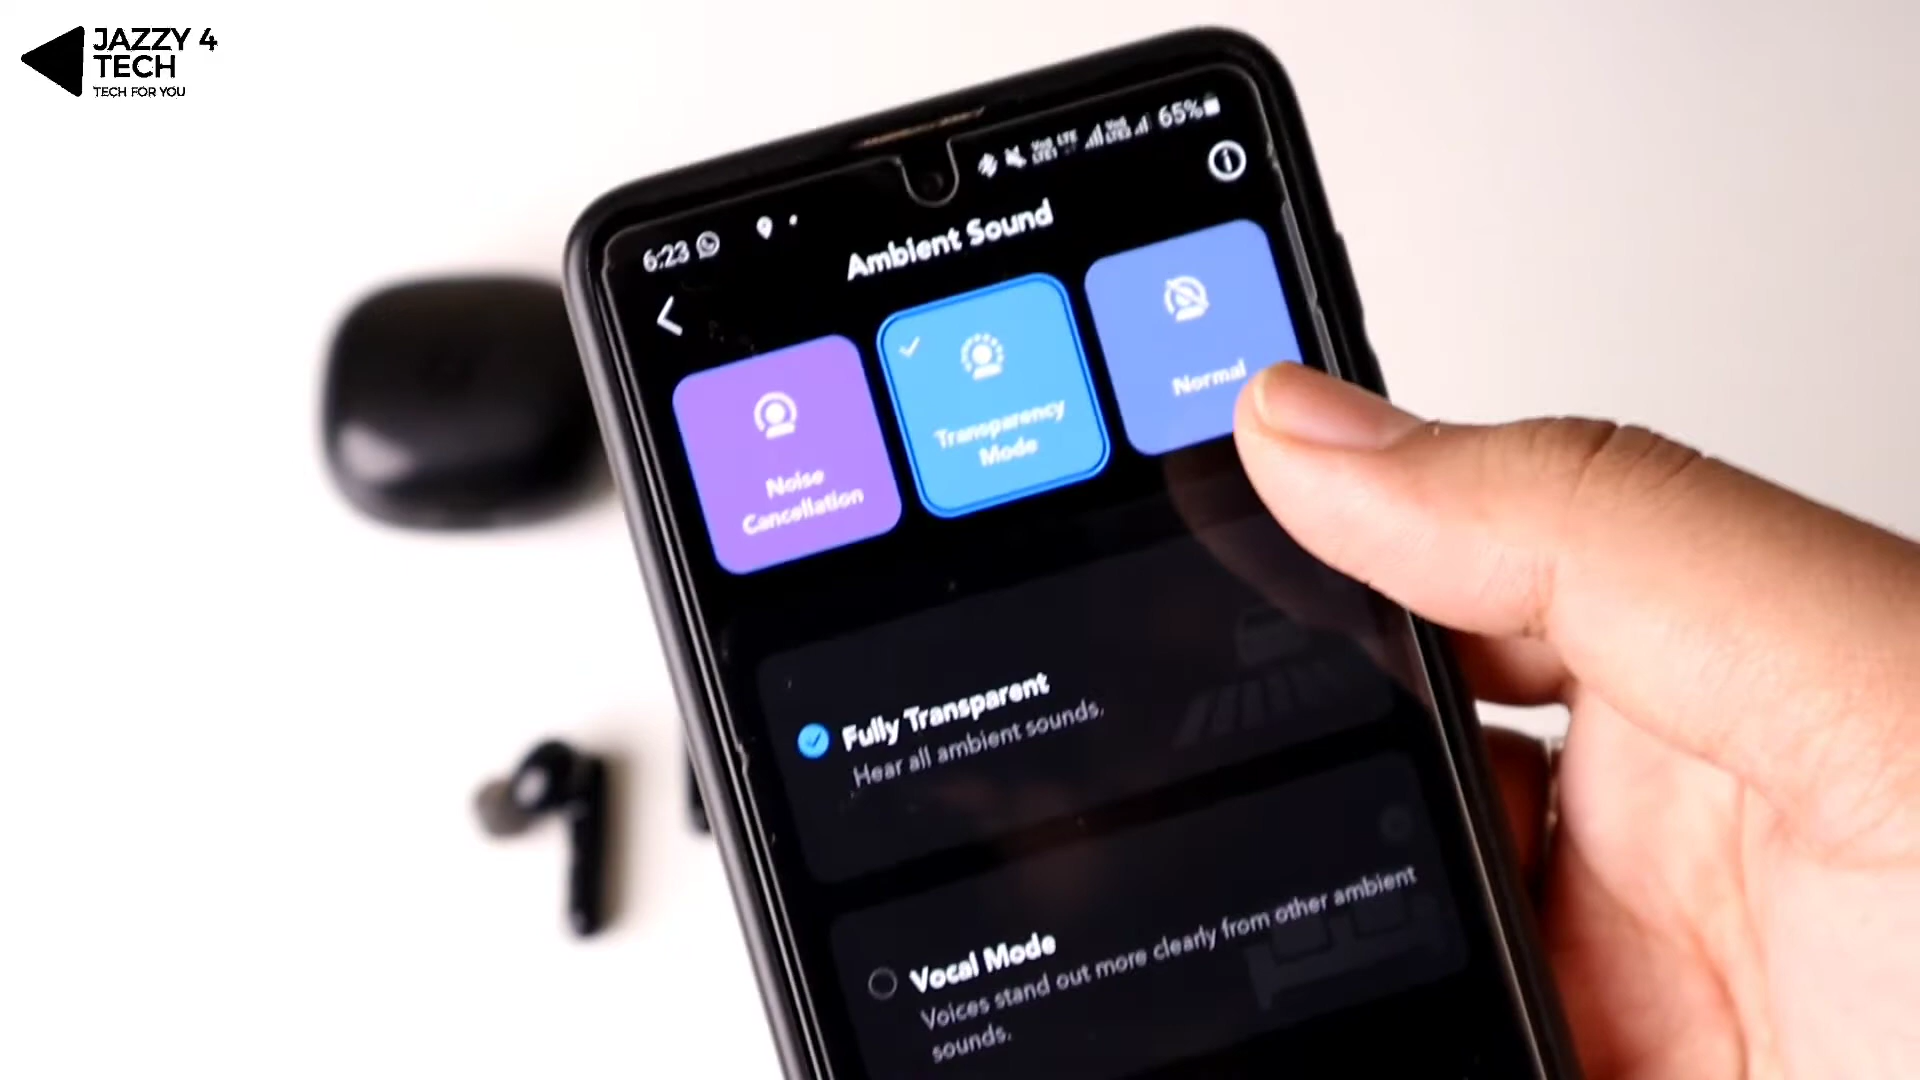 JAZZY 4
TECH
TECH FOR YOU
6:23
65%
Ambient Sound
Noise
Cancellation
Transparency
Mode
Normal
Fully Transparent
Hear all ambient sounds.
Vocal Mode
Voices stand out more clearly from other ambient
sounds.